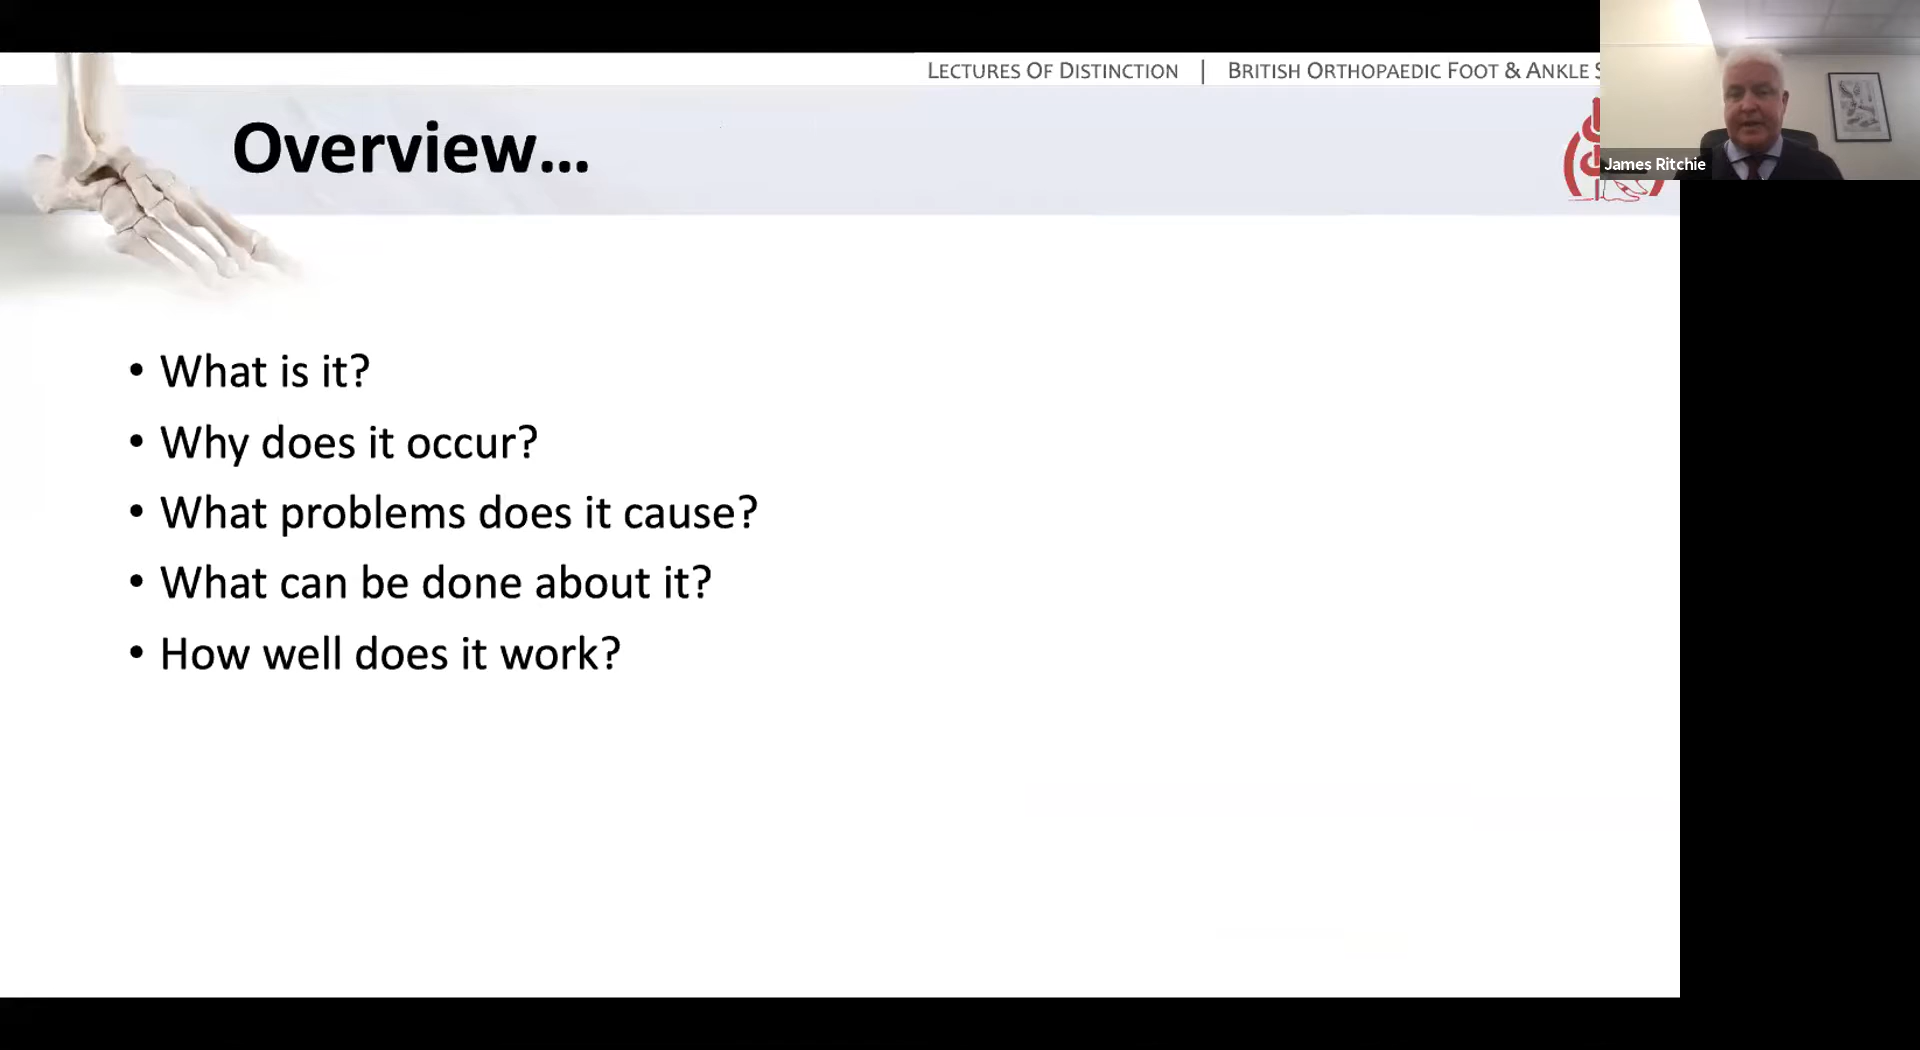 LECTURES OF DISTINCTION | BRITISH ORTHOPAEDIC FOOT & ANKLE
James Ritchie
Overview...
• What is it?
• Why does it occur?
• What problems does it cause?
• What can be done about it?
• How well does it work?